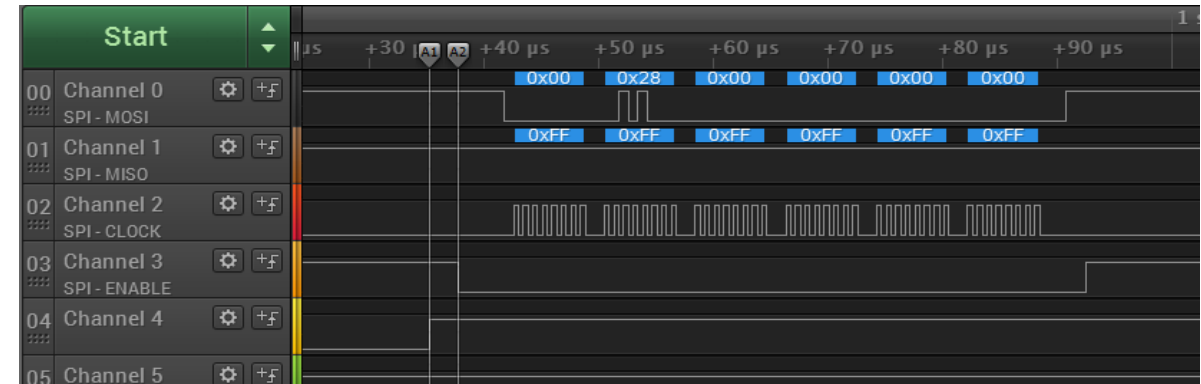 Start
1 s
µs +30 µ A1 A2 +40 µs +50 µs +60 µs +70 µs +80 µs +90 µs
00 Channel 0
SPI - MOSI
0x00 0x28 0x00 0x00 0x00 0x00
01 Channel 1
SPI - MISO
0xFF 0xFF 0xFF 0xFF 0xFF 0xFF
02 Channel 2
SPI - CLOCK
03 Channel 3
SPI - ENABLE
04 Channel 4
05 Channel 5